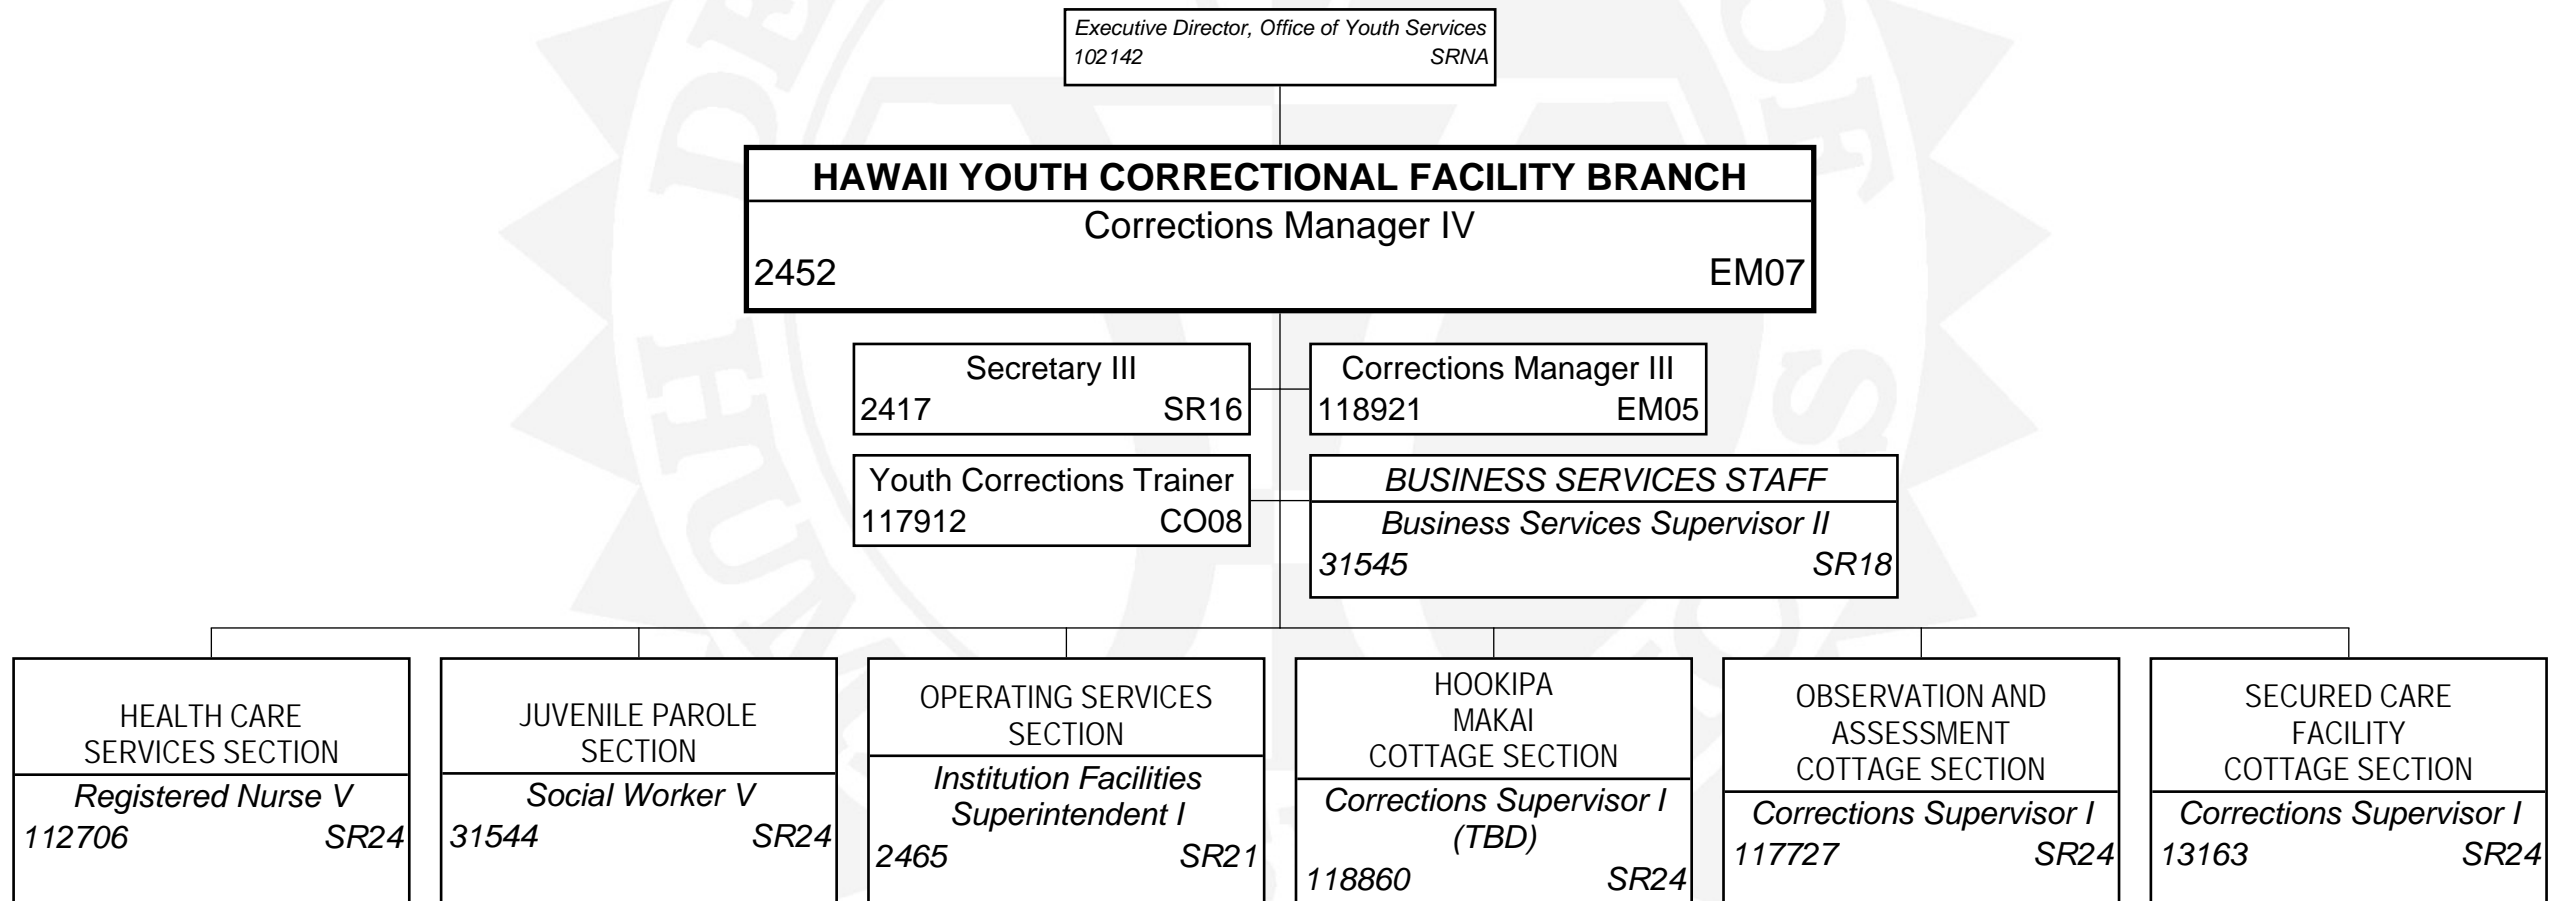 Executive Director, Office of Youth Services
102142 SRNA
HAWAII YOUTH CORRECTIONAL FACILITY BRANCH
Corrections Manager IV
2452 EM07
Secretary III
2417 SR16
Corrections Manager III
118921 EM05
Youth Corrections Trainer
117912 CO08
BUSINESS SERVICES STAFF
Business Services Supervisor II
31545 SR18
HEALTH CARE
SERVICES SECTION
Registered Nurse V
112706 SR24
JUVENILE PAROLE
SECTION
Social Worker V
31544 SR24
OPERATING SERVICES
SECTION
Institution Facilities
Superintendent I
2465 SR21
HOOKIPA
MAKAI
COTTAGE SECTION
Corrections Supervisor I
(TBD)
118860 SR24
OBSERVATION AND
ASSESSMENT
COTTAGE SECTION
Corrections Supervisor I
117727 SR24
SECURED CARE
FACILITY
COTTAGE SECTION
Corrections Supervisor I
13163 SR24